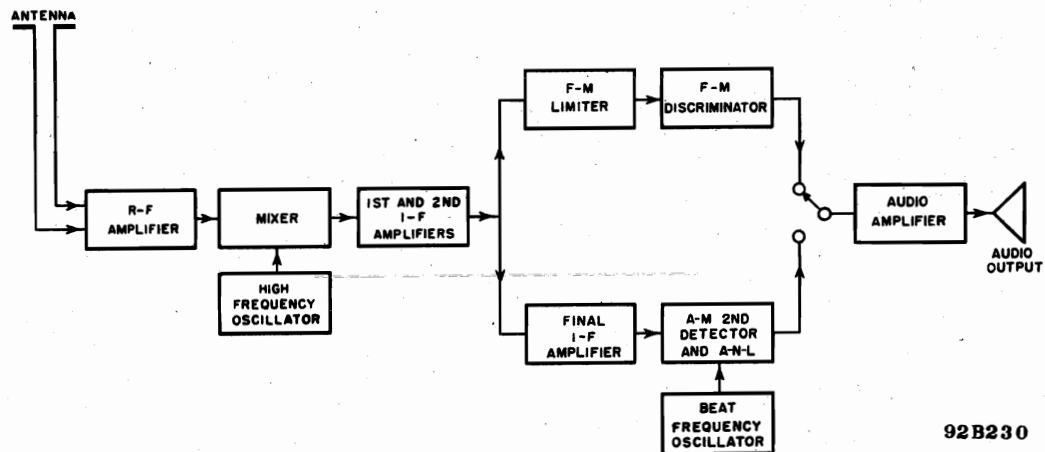 ANTENNA
R-F
AMPLIFIER
MIXER
HIGH
FREQUENCY
OSCILLATOR
1ST AND 2ND
I-F
AMPLIFIERS
F-M
LIMITER
F-M
DISCRIMINATOR
FINAL
I-F
AMPLIFIER
A-M 2ND
DETECTOR
AND A-N-L
BEAT
FREQUENCY
OSCILLATOR
AUDIO
AMPLIFIER
AUDIO
OUTPUT
92B230